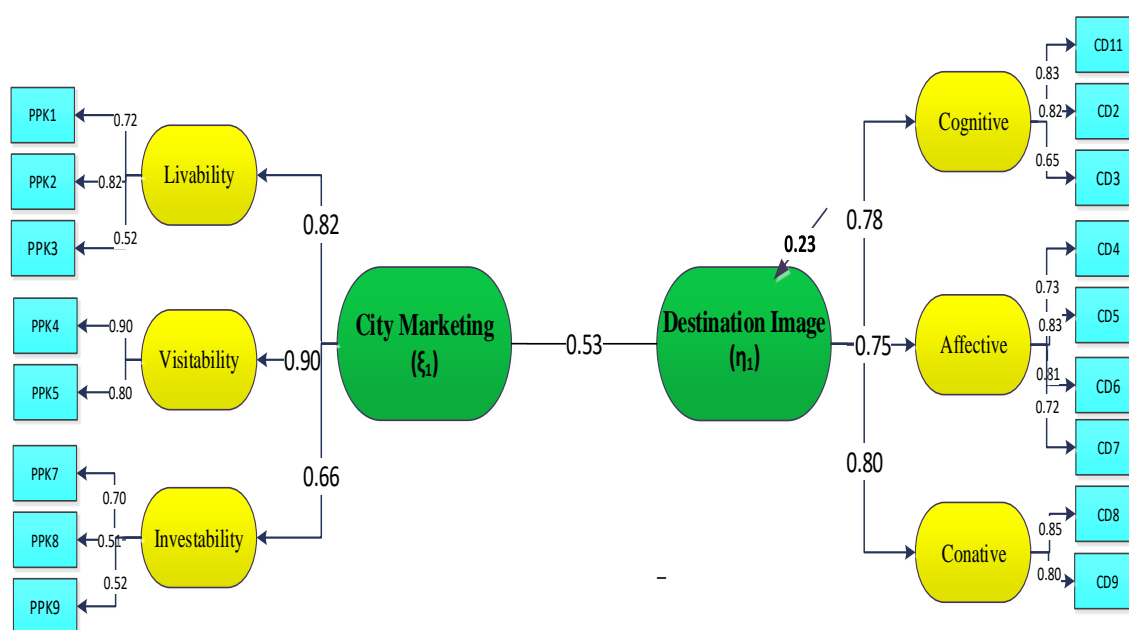 PPK1
PPK2
PPK3
0.72
0.82
0.52
Livability
PPK4
PPK5
0.90
0.80
Visitability
PPK7
PPK8
PPK9
0.70
0.51
0.52
Investability
0.82
0.90
0.66
City Marketing
(ξ₁)
0.53
0.23
Destination Image
(η₁)
0.78
0.75
0.80
Cognitive
0.83
0.82
0.65
CD11
CD2
CD3
Affective
0.73
0.83
0.81
0.72
CD4
CD5
CD6
CD7
Conative
0.85
0.80
CD8
CD9